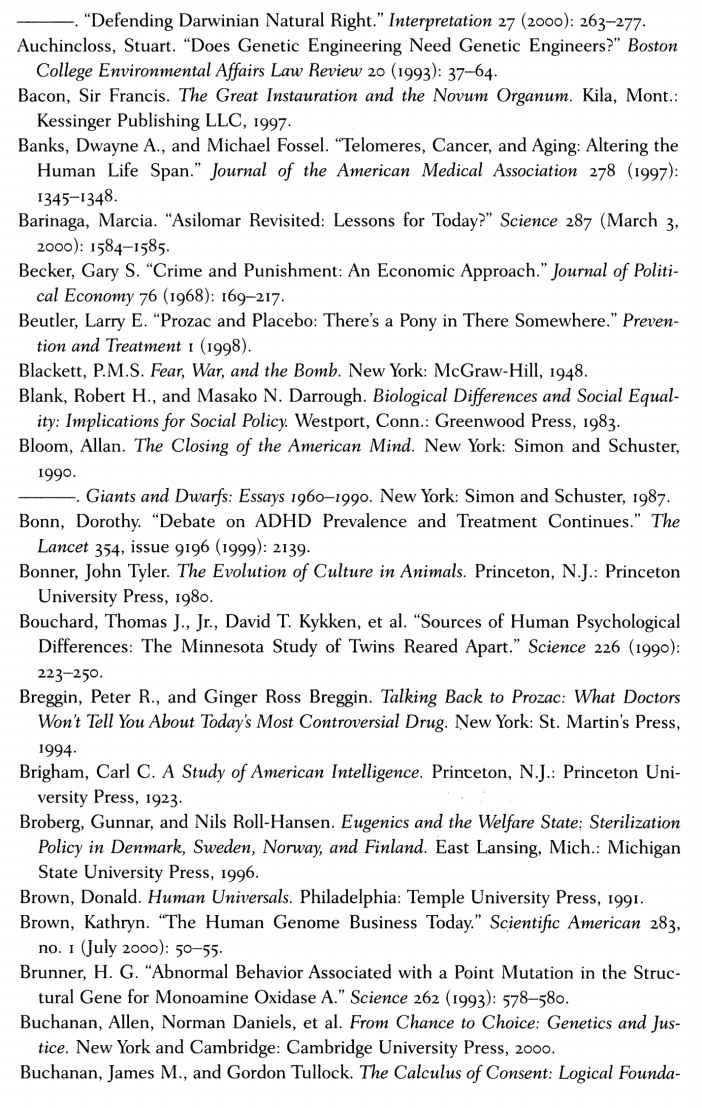 ———. “Defending Darwinian Natural Right.” Interpretation 27 (2000): 263–277.
Auchincloss, Stuart. “Does Genetic Engineering Need Genetic Engineers?” Boston
College Environmental Affairs Law Review 20 (1993): 37–64.
Bacon, Sir Francis. The Great Instauration and the Novum Organum. Kila, Mont.:
Kessinger Publishing LLC, 1997.
Banks, Dwayne A., and Michael Fossel. “Telomeres, Cancer, and Aging: Altering the
Human Life Span.” Journal of the American Medical Association 278 (1997):
1345–1348.
Barinaga, Marcia. “Asilomar Revisited: Lessons for Today?” Science 287 (March 3,
2000): 1584–1585.
Becker, Gary S. “Crime and Punishment: An Economic Approach.” Journal of Politi-
cal Economy 76 (1968): 169–217.
Beutler, Larry E. “Prozac and Placebo: There’s a Pony in There Somewhere.” Preven-
tion and Treatment 1 (1998).
Blackett, P.M.S. Fear, War, and the Bomb. New York: McGraw-Hill, 1948.
Blank, Robert H., and Masako N. Darrough. Biological Differences and Social Equal-
ity: Implications for Social Policy. Westport, Conn.: Greenwood Press, 1983.
Bloom, Allan. The Closing of the American Mind. New York: Simon and Schuster,
1990.
———. Giants and Dwarfs: Essays 1960–1990. New York: Simon and Schuster, 1987.
Bonn, Dorothy. “Debate on ADHD Prevalence and Treatment Continues.” The
Lancet 354, issue 9196 (1999): 2139.
Bonner, John Tyler. The Evolution of Culture in Animals. Princeton, N.J.: Princeton
University Press, 1980.
Bouchard, Thomas J., Jr., David T. Kykken, et al. “Sources of Human Psychological
Differences: The Minnesota Study of Twins Reared Apart.” Science 226 (1990):
223–250.
Breggin, Peter R., and Ginger Ross Breggin. Talking Back to Prozac: What Doctors
Won’t Tell You About Today’s Most Controversial Drug. New York: St. Martin’s Press,
1994.
Brigham, Carl C. A Study of American Intelligence. Princeton, N.J.: Princeton Uni-
versity Press, 1923.
Broberg, Gunnar, and Nils Roll-Hansen. Eugenics and the Welfare State: Sterilization
Policy in Denmark, Sweden, Norway, and Finland. East Lansing, Mich.: Michigan
State University Press, 1996.
Brown, Donald. Human Universals. Philadelphia: Temple University Press, 1991.
Brown, Kathryn. “The Human Genome Business Today.” Scientific American 283,
no. 1 (July 2000): 50–55.
Brunner, H. G. “Abnormal Behavior Associated with a Point Mutation in the Struc-
tural Gene for Monoamine Oxidase A.” Science 262 (1993): 578–580.
Buchanan, Allen, Norman Daniels, et al. From Chance to Choice: Genetics and Jus-
tice. New York and Cambridge: Cambridge University Press, 2000.
Buchanan, James M., and Gordon Tullock. The Calculus of Consent: Logical Founda-